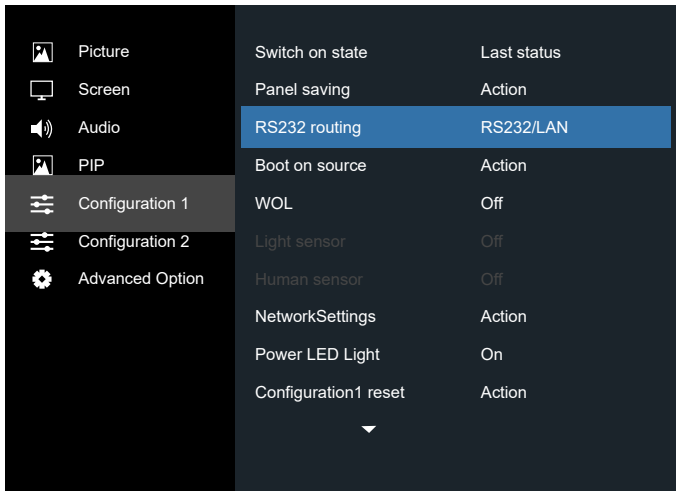 Picture
Screen
Audio
PIP
Configuration 1
Configuration 2
Advanced Option
Switch on state Last status
Panel saving Action
RS232 routing RS232/LAN
Boot on source Action
WOL Off
Light sensor Off
Human sensor Off
NetworkSettings Action
Power LED Light On
Configuration1 reset Action